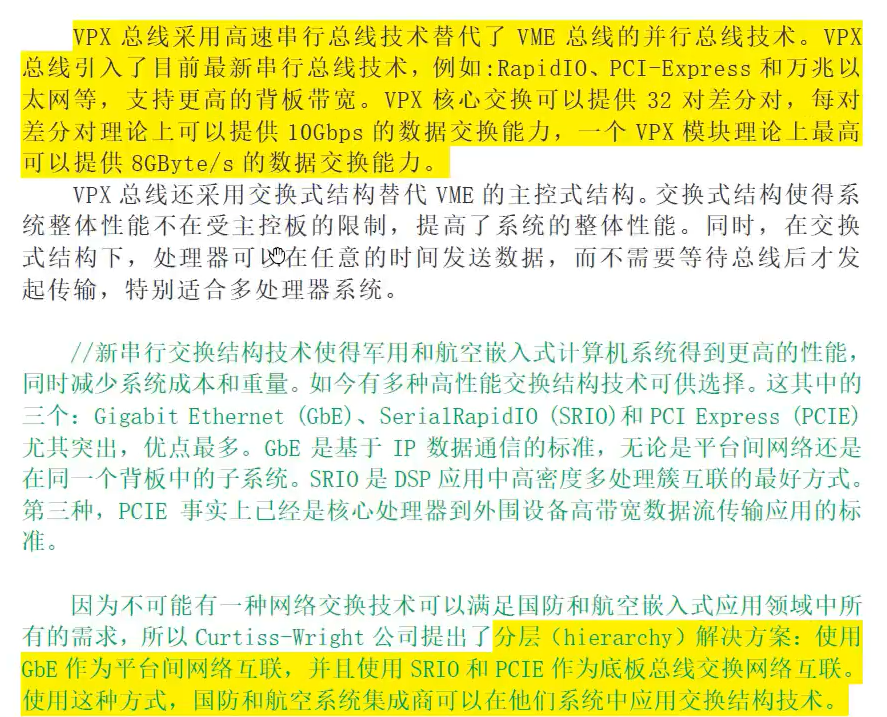 VPX 总线采用高速串行总线技术替代了 VME 总线的并行总线技术。VPX
总线引入了目前最新串行总线技术，例如:RapidIO、PCI-Express 和万兆以
太网等，支持更高的背板带宽。VPX 核心交换可以提供 32 对差分对，每对
差分对理论上可以提供 10Gbps 的数据交换能力，一个 VPX 模块理论上最高
可以提供 8GByte/s 的数据交换能力。
VPX 总线还采用交换式结构替代 VME 的主控式结构。交换式结构使得系
统整体性能不在受主控板的限制，提高了系统的整体性能。同时，在交换
式结构下，处理器可以在任意的时间发送数据，而不需要等待总线后才发
起传输，特别适合多处理器系统。
//新串行交换结构技术使得军用和航空嵌入式计算机系统得到更高的性能，
同时减少系统成本和重量。如今有多种高性能交换结构技术可供选择。这其中的
三个：Gigabit Ethernet (GbE)、SerialRapidIO (SRIO)和 PCI Express (PCIE)
尤其突出，优点最多。GbE 是基于 IP 数据通信的标准，无论是平台间网络还是
在同一个背板中的子系统。SRIO 是 DSP 应用中高密度多处理簇互联的最好方式。
第三种，PCIE 事实上已经是核心处理器到外围设备高带宽数据流传输应用的标
准。
因为不可能有一种网络交换技术可以满足国防和航空嵌入式应用领域中所
有的需求，所以 Curtiss-Wright 公司提出了分层（hierarchy）解决方案：使用
GbE 作为平台间网络互联，并且使用 SRIO 和 PCIE 作为底板总线交换网络互联。
使用这种方式，国防和航空系统集成商可以在他们系统中应用交换结构技术。